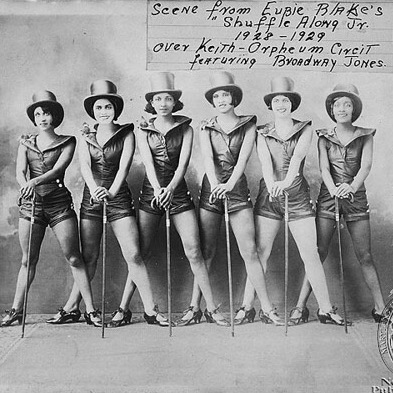 Scene from Eubie Blake's
"Shuffle Along Jr.
1928 - 1929
Over Keith-Orpheum Circit
featuring Broadway Jones.